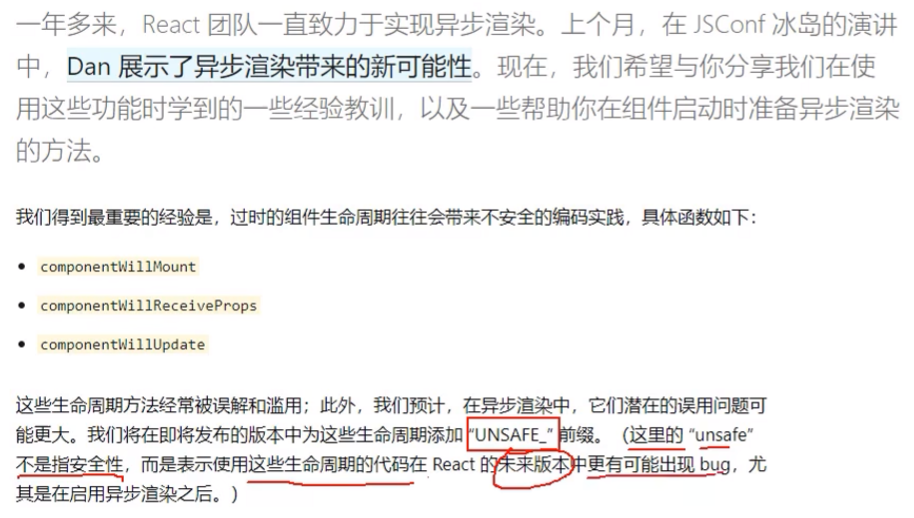 一年多来，React 团队一直致力于实现异步渲染。上个月，在 JSConf 冰岛的演讲
中，Dan 展示了异步渲染带来的新可能性。现在，我们希望与你分享我们在使
用这些功能时学到的一些经验教训，以及一些帮助你在组件启动时准备异步渲染
的方法。
我们得到最重要的经验是，过时的组件生命周期往往会带来不安全的编码实践，具体函数如下：
• componentWillMount
• componentWillReceiveProps
• componentWillUpdate
这些生命周期方法经常被误解和滥用；此外，我们预计，在异步渲染中，它们潜在的误用问题可
能更大。我们将在即将发布的版本中为这些生命周期添加 “UNSAFE_” 前缀。（这里的 “unsafe”
不是指安全性，而是表示使用这些生命周期的代码在 React 的未来版本中更有可能出现 bug，尤
其是在启用异步渲染之后。）